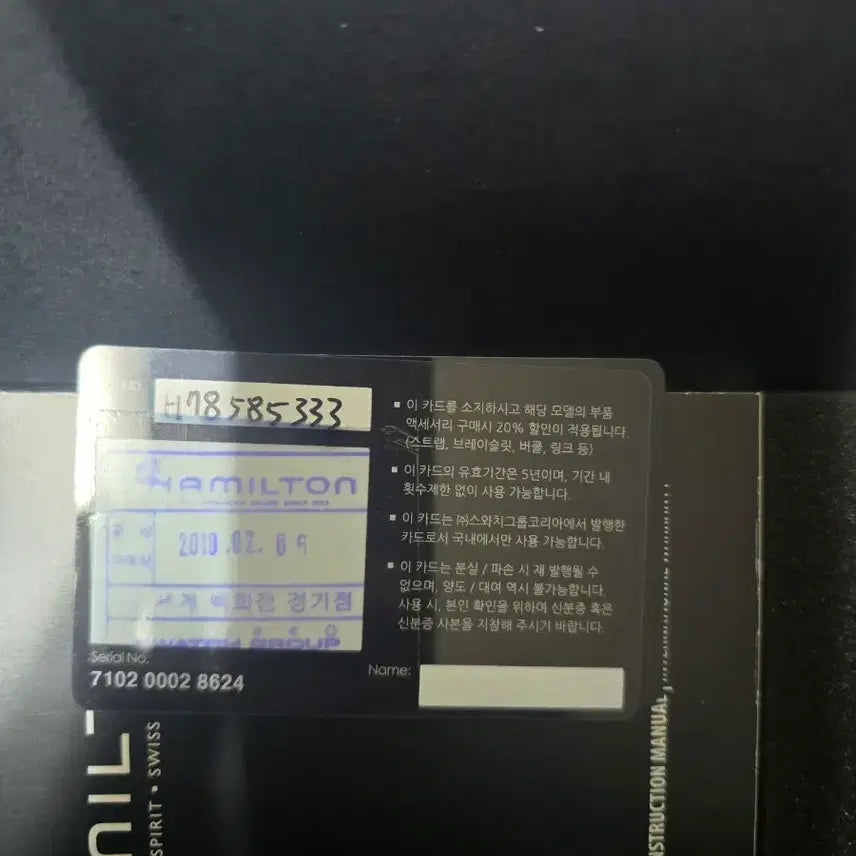 H78585333
HAMILTON
2019.02.
백화점 경기점
WATCH GROUP
Serial No.
7102 0002 8624
▪ 이 카드를 소지하시고 해당 모델의 부품
액세서리 구매시 20% 할인이 적용됩니다.
(스트랩, 브레이슬릿, 버클, 링크 등)
▪ 이 카드의 유효기간은 5년이며, 기간 내
횟수제한 없이 사용 가능합니다.
▪ 이 카드는 ㈜스와치그룹코리아에서 발행한
카드로서 국내에서만 사용 가능합니다.
▪ 이 카드는 분실 / 파손 시 재 발행될 수
없으며, 양도 / 대여 역시 불가능합니다.
사용 시, 본인 확인을 위하여 신분증 혹은
신분증 사본을 지참해 주시기 바랍니다.
Name:
MILT
SPIRIT • SWISS
INSTRUCTION MANUAL